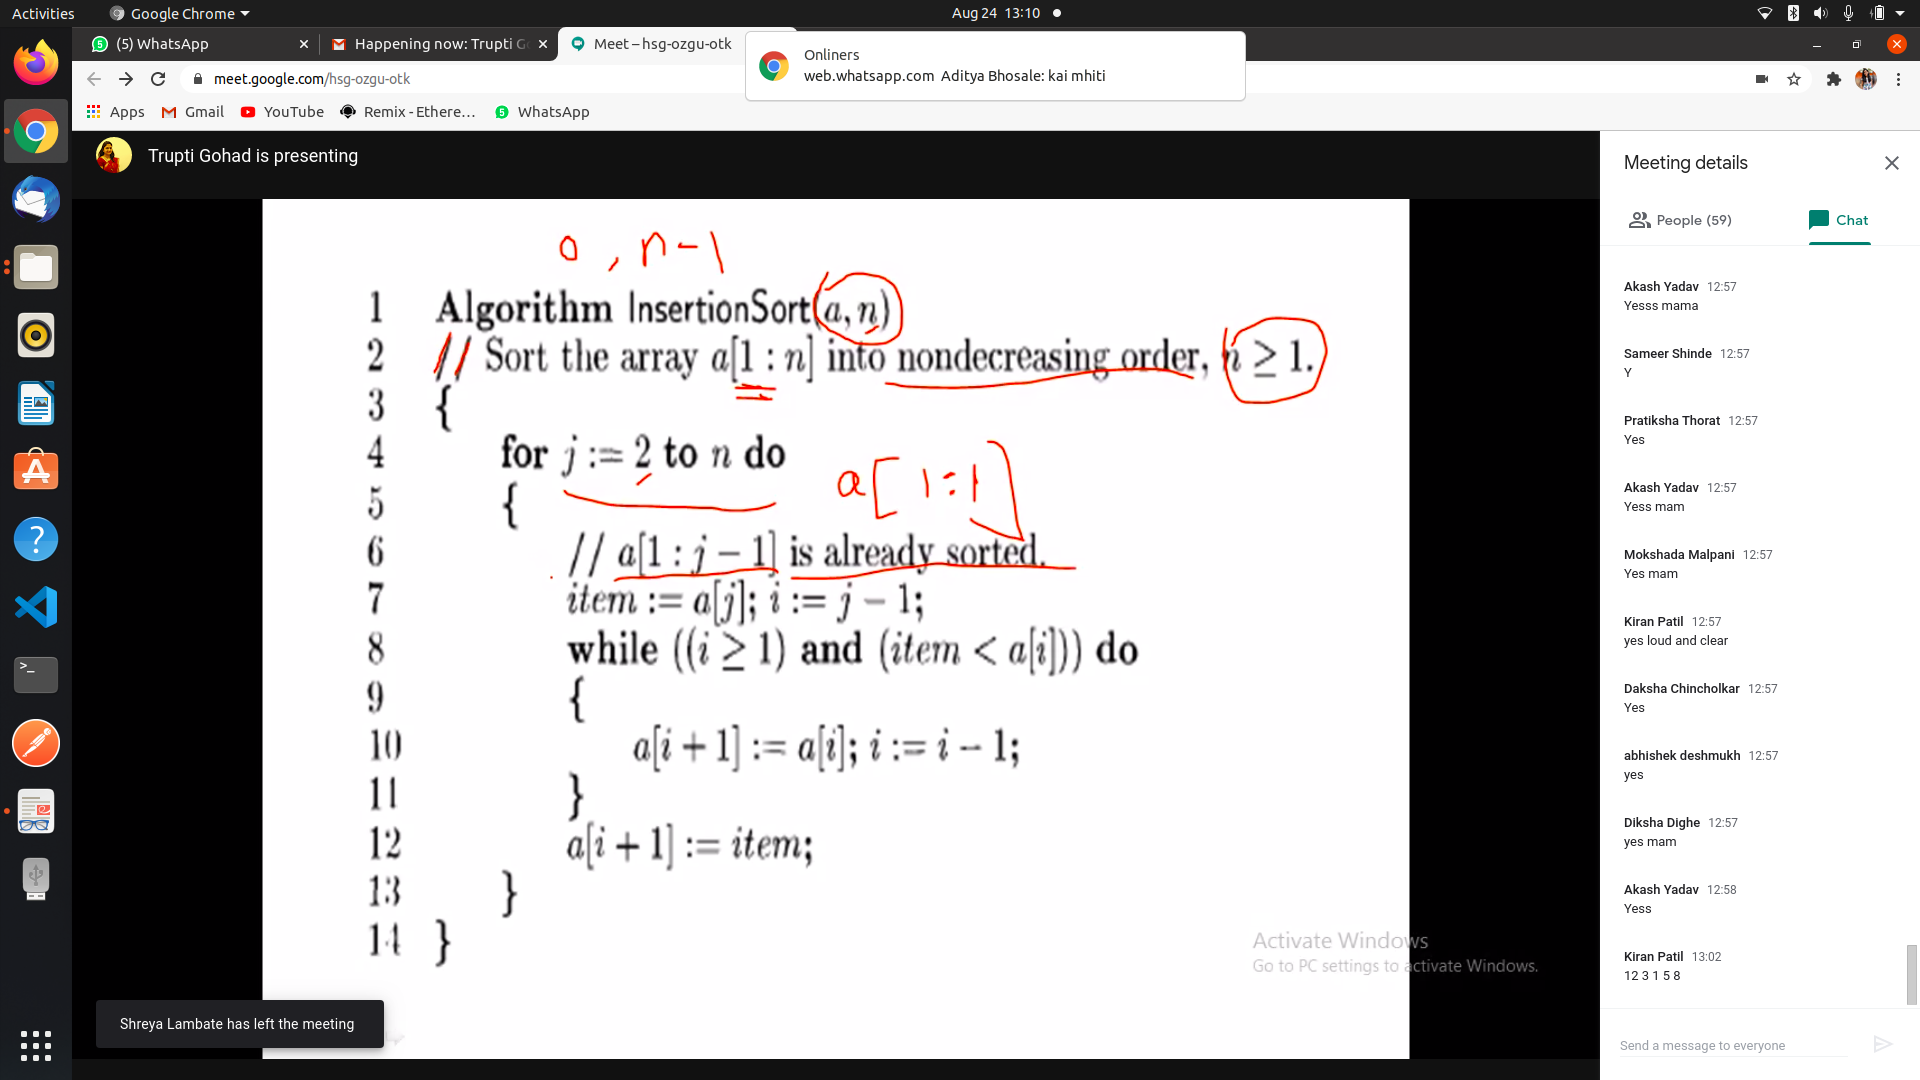 Activities
Google Chrome
Aug 24 13:10
(5) WhatsApp
Happening now: Trupti G
Meet – hsg-ozgu-otk
Onliners
web.whatsapp.com Aditya Bhosale: kai mhiti
meet.google.com/hsg-ozgu-otk
Apps
Gmail
YouTube
Remix - Ethere…
WhatsApp
Trupti Gohad is presenting
0 , n-1
1 Algorithm InsertionSort(a, n)
2 // Sort the array a[1 : n] into nondecreasing order, n ≥ 1.
3 {
4 for j := 2 to n do
a[ 1:1 ]
5 {
6 // a[1 : j − 1] is already sorted.
7 item := a[j]; i := j − 1;
8 while ((i ≥ 1) and (item < a[i])) do
9 {
10 a[i + 1] := a[i]; i := i − 1;
11 }
12 a[i + 1] := item;
13 }
14 }
Activate Windows
Go to PC settings to activate Windows.
Shreya Lambate has left the meeting
Meeting details
People (59)
Chat
Akash Yadav 12:57
Yesss mama
Sameer Shinde 12:57
Y
Pratiksha Thorat 12:57
Yes
Akash Yadav 12:57
Yess mam
Mokshada Malpani 12:57
Yes mam
Kiran Patil 12:57
yes loud and clear
Daksha Chincholkar 12:57
Yes
abhishek deshmukh 12:57
yes
Diksha Dighe 12:57
yes mam
Akash Yadav 12:58
Yess
Kiran Patil 13:02
12 3 1 5 8
Send a message to everyone